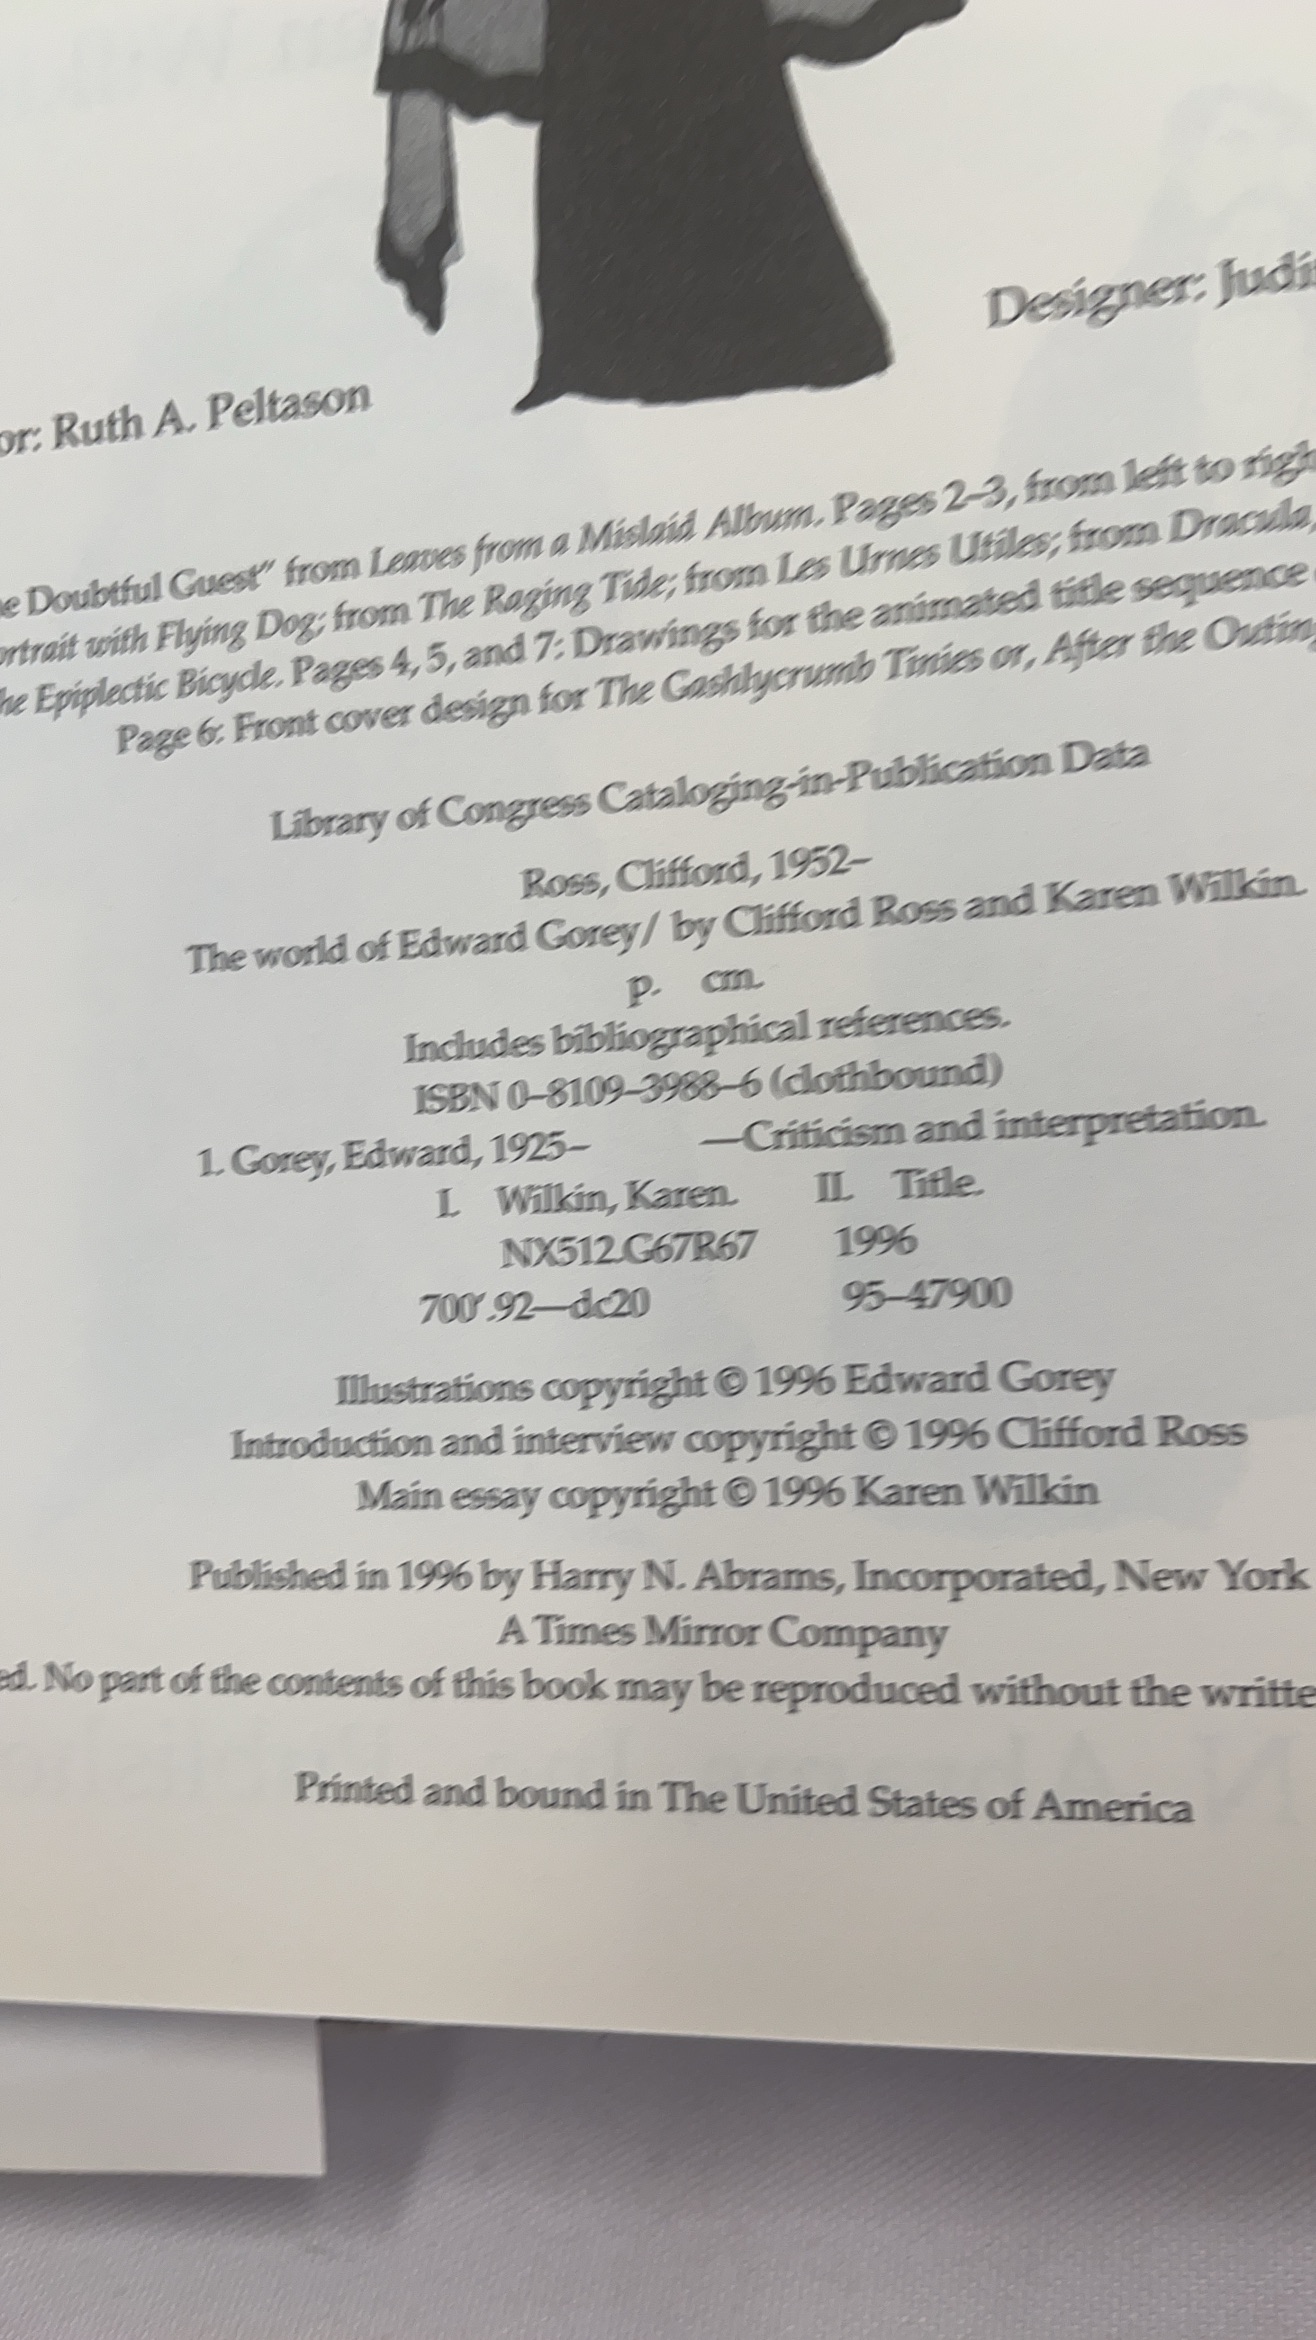 Designer: Judi
or: Ruth A. Peltason
e Doubtful Guest" from Leaves from a Mislaid Album. Pages 2–3, from left to righ
ortrait with Flying Dog; from The Raging Tide; from Les Urnes Utiles; from Dracula,
he Epiplectic Bicycle. Pages 4, 5, and 7: Drawings for the animated title sequence
Page 6: Front cover design for The Gashlycrumb Tinies or, After the Outing
Library of Congress Cataloging-in-Publication Data
Ross, Clifford, 1952–
The world of Edward Gorey/ by Clifford Ross and Karen Wilkin.
p. cm.
Includes bibliographical references.
ISBN 0–8109–3988–6 (clothbound)
1. Gorey, Edward, 1925– —Criticism and interpretation.
I. Wilkin, Karen. II. Title.
NX512.G67R67 1996
700'.92—dc20 95–47900
Illustrations copyright © 1996 Edward Gorey
Introduction and interview copyright © 1996 Clifford Ross
Main essay copyright © 1996 Karen Wilkin
Published in 1996 by Harry N. Abrams, Incorporated, New York
A Times Mirror Company
ed. No part of the contents of this book may be reproduced without the writte
Printed and bound in The United States of America